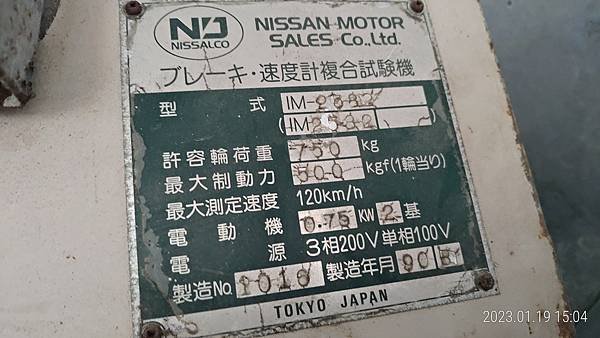 ND
NISSALCO
NISSAN MOTOR
SALES Co.,Ltd.
ブレーキ・速度計複合試験機
型式 IM-
(IM )
許容輪荷重 750 kg
最大制動力 500 kgf(1輪当り)
最大測定速度 120km/h
電動機 0.75 KW 2 基
電源 3相200V単相100V
製造No. 1010 製造年月 90
TOKYO JAPAN
2023.01.19 15:04